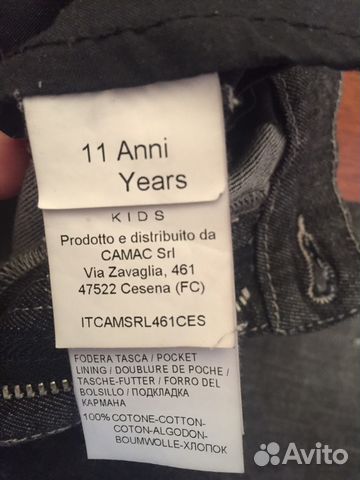 11 Anni
Years
KIDS
Prodotto e distribuito da
CAMAC Srl
Via Zavaglia, 461
47522 Cesena (FC)
ITCAMSRL461CES
FODERA TASCA / POCKET
LINING / DOUBLURE DE POCHE /
TASCHE-FUTTER / FORRO DEL
BOLSILLO / ПОДКЛАДКА
КАРМАНА
100% COTONE-COTTON-
COTON-ALGODON-
BOUMWOLLE-ХЛОПОК
Avito